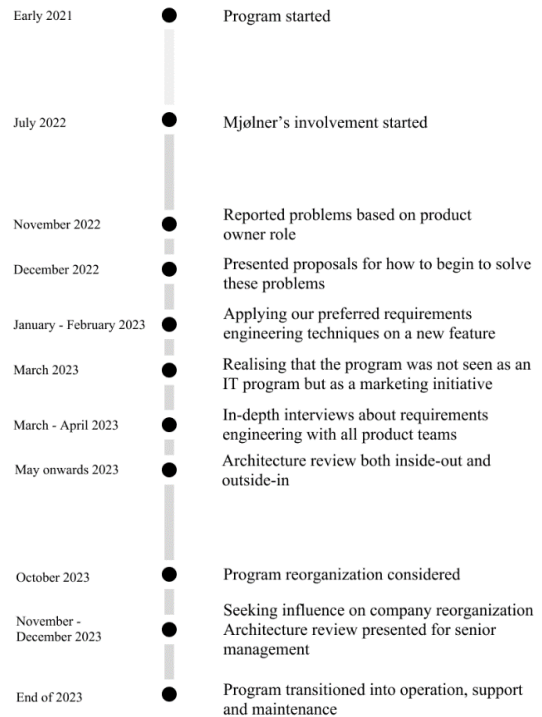 Early 2021
Program started
July 2022
Mjølner's involvement started
November 2022
Reported problems based on product
owner role
December 2022
Presented proposals for how to begin to solve
these problems
January - February 2023
Applying our preferred requirements
engineering techniques on a new feature
March 2023
Realising that the program was not seen as an
IT program but as a marketing initiative
March - April 2023
In-depth interviews about requirements
engineering with all product teams
May onwards 2023
Architecture review both inside-out and
outside-in
October 2023
Program reorganization considered
November -
December 2023
Seeking influence on company reorganization
Architecture review presented for senior
management
End of 2023
Program transitioned into operation, support
and maintenance